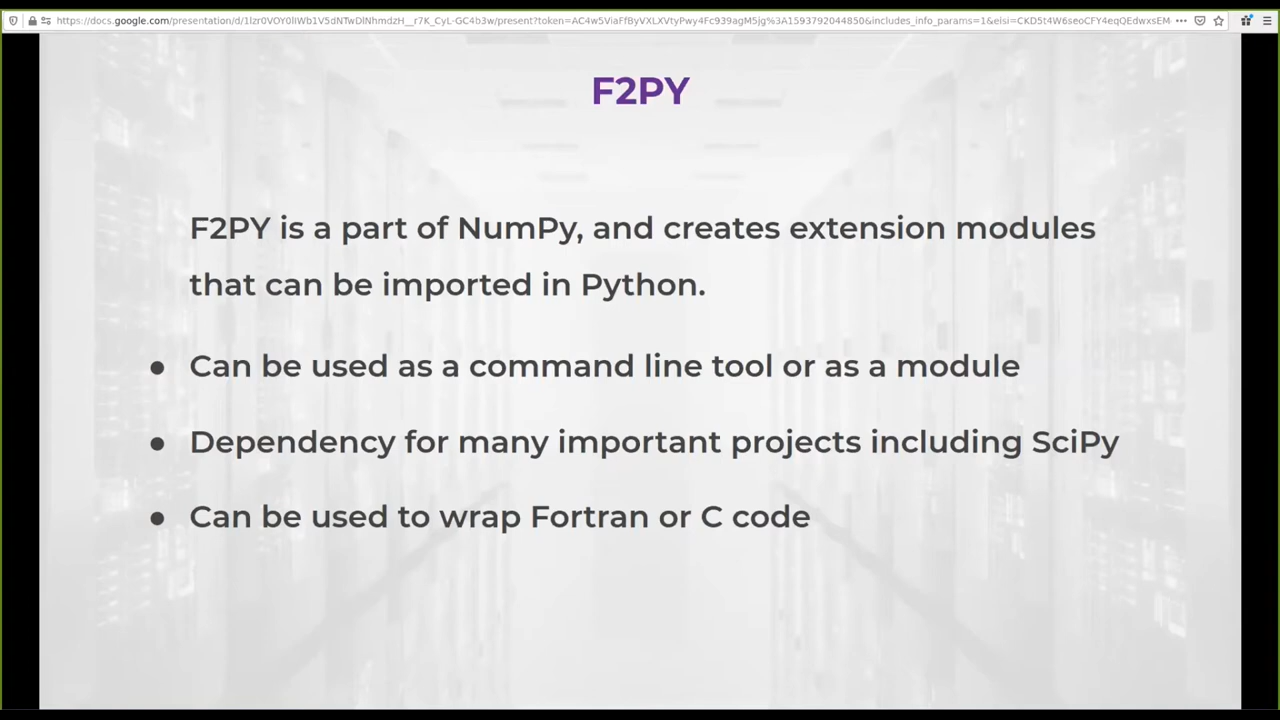 F2PY
F2PY is a part of NumPy, and creates extension modules
that can be imported in Python.
● Can be used as a command line tool or as a module
● Dependency for many important projects including SciPy
● Can be used to wrap Fortran or C code